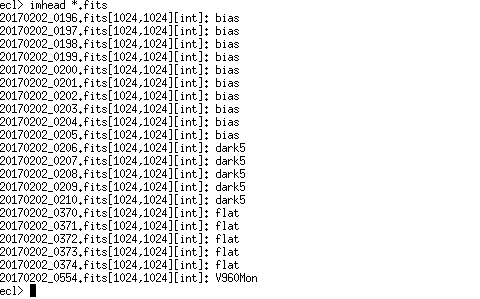 ecl> imhead *.fits
20170202_0196.fits[1024,1024][int]: bias
20170202_0197.fits[1024,1024][int]: bias
20170202_0198.fits[1024,1024][int]: bias
20170202_0199.fits[1024,1024][int]: bias
20170202_0200.fits[1024,1024][int]: bias
20170202_0201.fits[1024,1024][int]: bias
20170202_0202.fits[1024,1024][int]: bias
20170202_0203.fits[1024,1024][int]: bias
20170202_0204.fits[1024,1024][int]: bias
20170202_0205.fits[1024,1024][int]: bias
20170202_0206.fits[1024,1024][int]: dark5
20170202_0207.fits[1024,1024][int]: dark5
20170202_0208.fits[1024,1024][int]: dark5
20170202_0209.fits[1024,1024][int]: dark5
20170202_0210.fits[1024,1024][int]: dark5
20170202_0370.fits[1024,1024][int]: flat
20170202_0371.fits[1024,1024][int]: flat
20170202_0372.fits[1024,1024][int]: flat
20170202_0373.fits[1024,1024][int]: flat
20170202_0374.fits[1024,1024][int]: flat
20170202_0554.fits[1024,1024][int]: V960Mon
ecl>